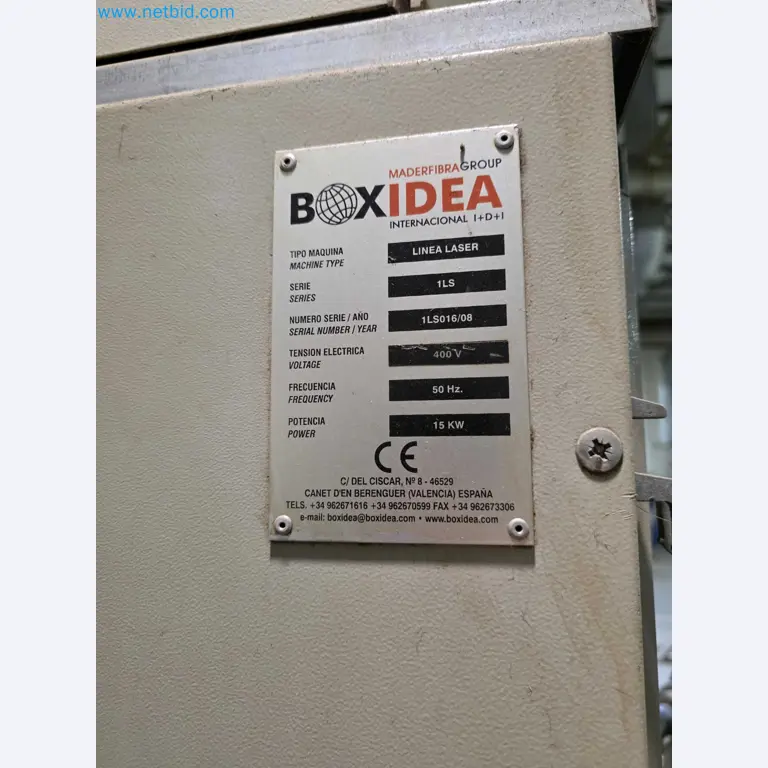 www.netbid.com
MADERFIBRAGROUP
BOXIDEA
INTERNACIONAL I+D+I
TIPO MAQUINA LINEA LASER
MACHINE TYPE
SERIE 1LS
SERIES
NUMERO SERIE / AÑO 1LS016/08
SERIAL NUMBER / YEAR
TENSION ELECTRICA 400 V
VOLTAGE
FRECUENCIA 50 Hz.
FREQUENCY
POTENCIA 15 KW
POWER
CE
C/ DEL CISCAR, Nº 8 - 46529
CANET D'EN BERENGUER (VALENCIA) ESPAÑA
TELS. +34 962671616 +34 962670599 FAX +34 962673306
e-mail: boxidea@boxidea.com • www.boxidea.com